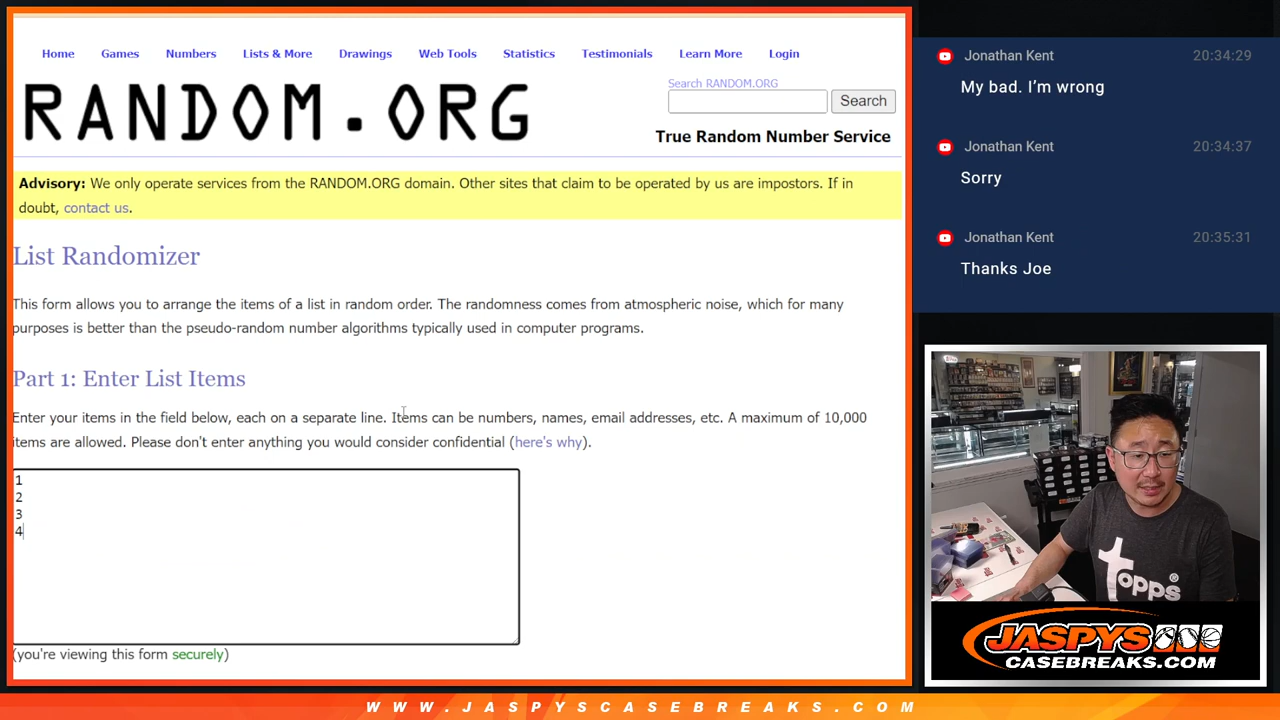 Home Games Numbers Lists & More Drawings Web Tools Statistics Testimonials Learn More Login
RANDOM.ORG
Search RANDOM.ORG
Search
True Random Number Service
Advisory: We only operate services from the RANDOM.ORG domain. Other sites that claim to be operated by us are impostors. If in
doubt, contact us.
List Randomizer
This form allows you to arrange the items of a list in random order. The randomness comes from atmospheric noise, which for many
purposes is better than the pseudo-random number algorithms typically used in computer programs.
Part 1: Enter List Items
Enter your items in the field below, each on a separate line. Items can be numbers, names, email addresses, etc. A maximum of 10,000
items are allowed. Please don't enter anything you would consider confidential (here's why).
1
2
3
4
(you're viewing this form securely)
Jonathan Kent 20:34:29
My bad. I'm wrong
Jonathan Kent 20:34:37
Sorry
Jonathan Kent 20:35:31
Thanks Joe
topps®
JASPYS
CASEBREAKS.COM
WWW.JASPYSCASEBREAKS.COM